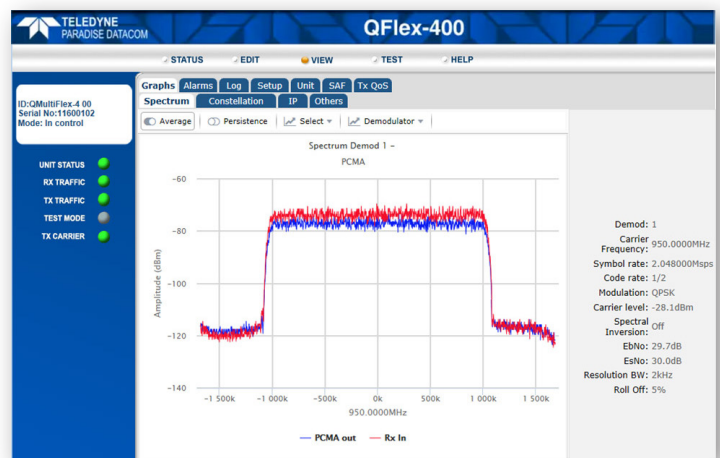 TELEDYNE
PARADISE DATACOM
QFlex-400
STATUS EDIT VIEW TEST HELP
ID:QMultiFlex-4 00
Serial No:11600102
Mode: In control
UNIT STATUS
RX TRAFFIC
TX TRAFFIC
TEST MODE
TX CARRIER
Graphs Alarms Log Setup Unit SAF Tx QoS
Spectrum Constellation IP Others
Average Persistence Select Demodulator
Spectrum Demod 1 -
PCMA
Amplitude (dBm)
-60
-80
-100
-120
-140
-1 500k -1 000k -500k 0k 500k 1 000k 1 500k
950.0000MHz
PCMA out Rx In
Demod: 1
Carrier
Frequency: 950.0000MHz
Symbol rate: 2.048000Msps
Code rate: 1/2
Modulation: QPSK
Carrier level: -28.1dBm
Spectral
Inversion: Off
EbNo: 29.7dB
EsNo: 30.0dB
Resolution BW: 2kHz
Roll Off: 5%